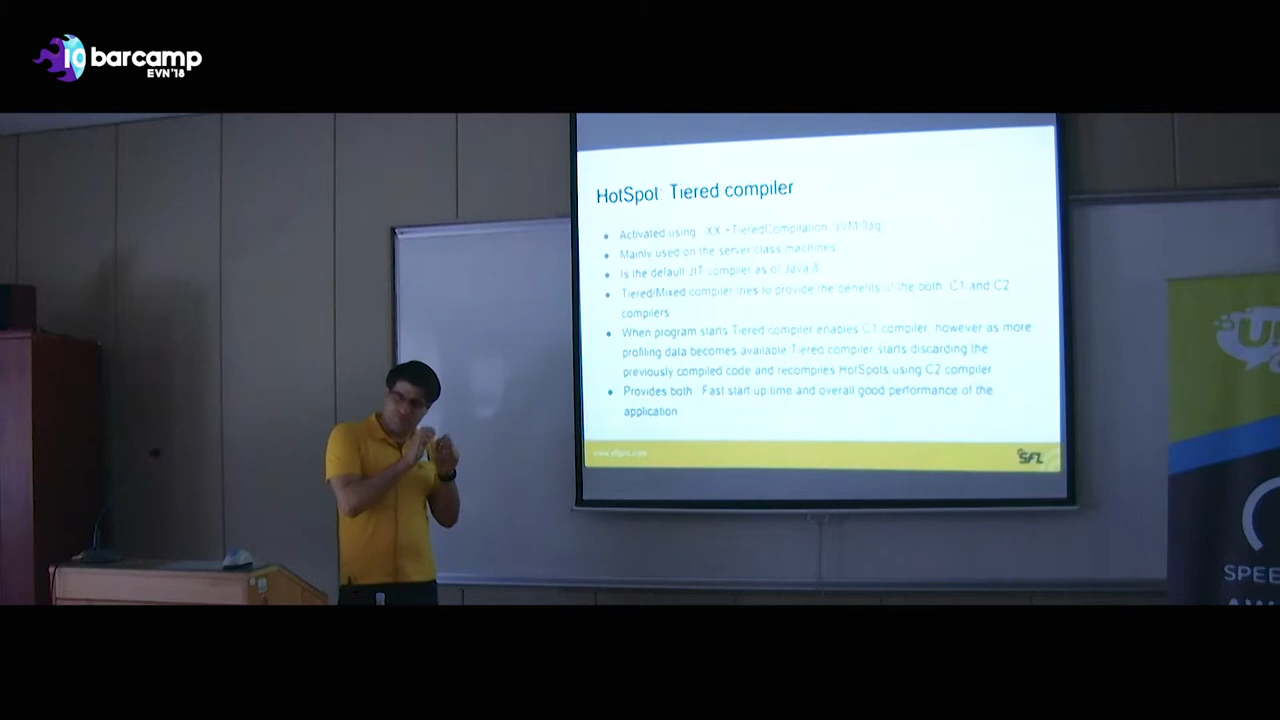 10 barcamp
EVN'18
HotSpot: Tiered compiler
Activated using -XX:+TieredCompilation JVM flag
Mainly used on the server class machines
Is the default JIT compiler as of Java 8
Tiered/Mixed compiler tries to provide the benefits of the both: C1 and C2
compilers
When program starts Tiered compiler enables C1 compiler, however as more
profiling data becomes available Tiered compiler starts discarding the
previously compiled code and recompiles HotSpots using C2 compiler
Provides both: Fast start up time and overall good performance of the
application
SFL
U
SPEE